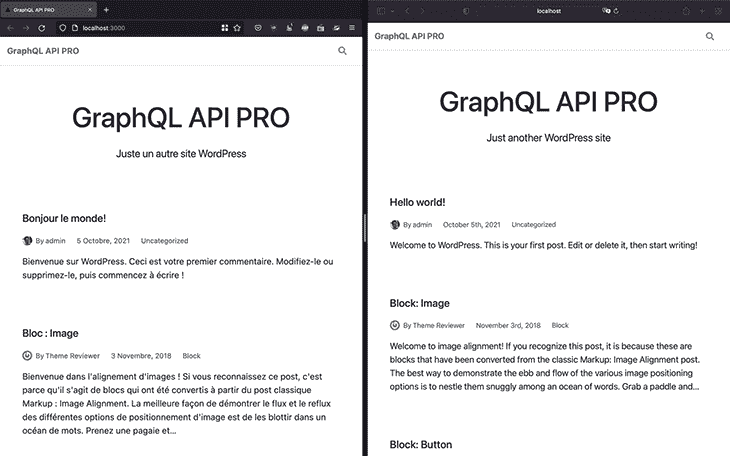 GraphQL API PRO
localhost:3000
GraphQL API PRO
GraphQL API PRO
Juste un autre site WordPress
Bonjour le monde!
By admin 5 Octobre, 2021 Uncategorized
Bienvenue sur WordPress. Ceci est votre premier commentaire. Modifiez-le ou
supprimez-le, puis commencez à écrire !
Bloc : Image
By Theme Reviewer 3 Novembre, 2018 Block
Bienvenue dans l'alignement d'images ! Si vous reconnaissez ce post, c'est
parce qu'il s'agit de blocs qui ont été convertis à partir du post classique
Markup : Image Alignment. La meilleure façon de démontrer le flux et le reflux
des différentes options de positionnement d'image est de les blottir dans un
océan de mots. Prenez une pagaie et...
localhost
GraphQL API PRO
GraphQL API PRO
Just another WordPress site
Hello world!
By admin October 5th, 2021 Uncategorized
Welcome to WordPress. This is your first post. Edit or delete it, then start writing!
Block: Image
By Theme Reviewer November 3rd, 2018 Block
Welcome to image alignment! If you recognize this post, it is because these are
blocks that have been converted from the classic Markup: Image Alignment post.
The best way to demonstrate the ebb and flow of the various image positioning
options is to nestle them snuggly among an ocean of words. Grab a paddle and...
Block: Button